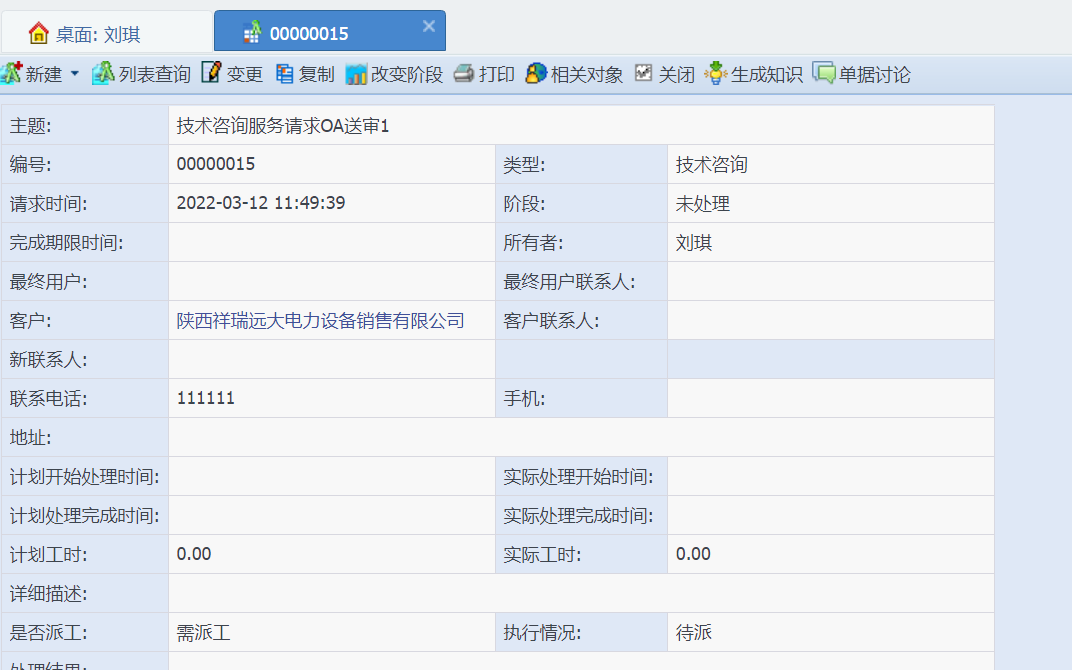 桌面: 刘琪
00000015
新建 列表查询 变更 复制 改变阶段 打印 相关对象 关闭 生成知识 单据讨论
主题: 技术咨询服务请求OA送审1
编号: 00000015 类型: 技术咨询
请求时间: 2022-03-12 11:49:39 阶段: 未处理
完成期限时间: 所有者: 刘琪
最终用户: 最终用户联系人:
客户: 陕西祥瑞远大电力设备销售有限公司 客户联系人:
新联系人:
联系电话: 111111 手机:
地址:
计划开始处理时间: 实际处理开始时间:
计划处理完成时间: 实际处理完成时间:
计划工时: 0.00 实际工时: 0.00
详细描述:
是否派工: 需派工 执行情况: 待派
处理结果: